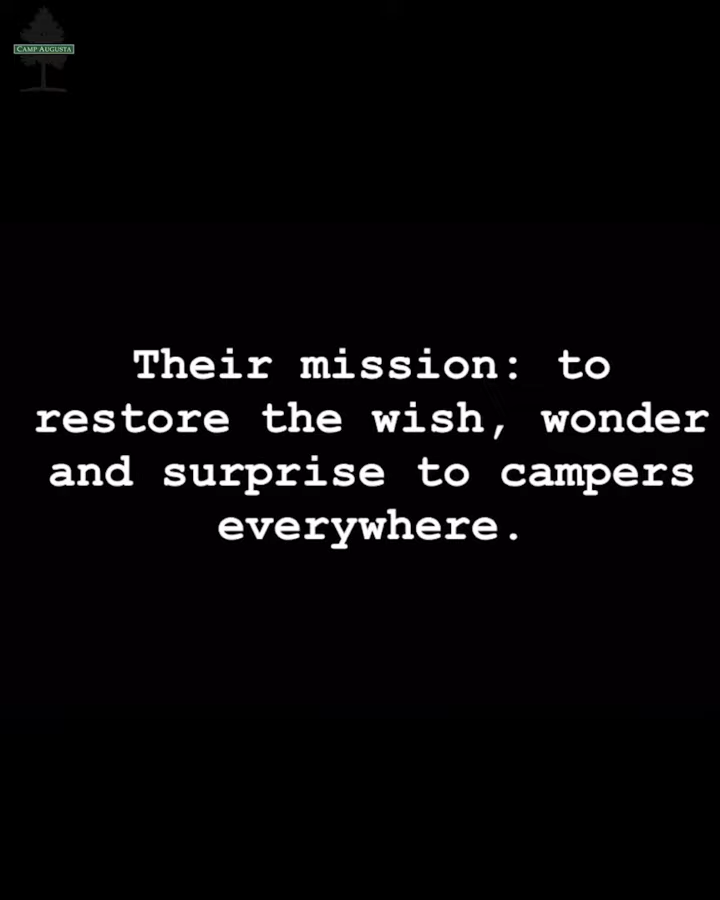 CAMP AUGUSTA
Their mission: to
restore the wish, wonder
and surprise to campers
everywhere.